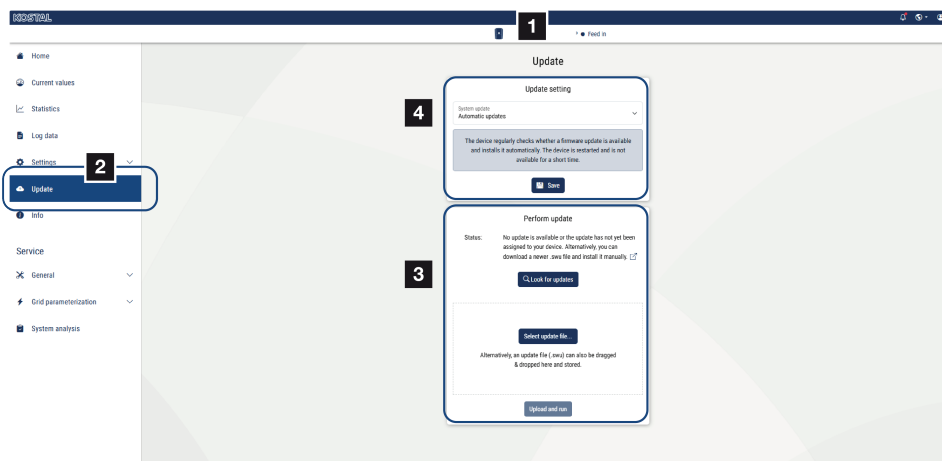 KOSTAL
1
Feed in
Home
Current values
Statistics
Log data
Settings
2
Update
Info
Service
General
Grid parameterization
System analysis
Update
4
Update setting
System update
Automatic updates
The device regularly checks whether a firmware update is available
and installs it automatically. The device is restarted and is not
available for a short time.
Save
3
Perform update
Status:
No update is available or the update has not yet been
assigned to your device. Alternatively, you can
download a newer .swu file and install it manually.
Look for updates
Select update file...
Alternatively, an update file (.swu) can also be dragged
& dropped here and stored.
Upload and run